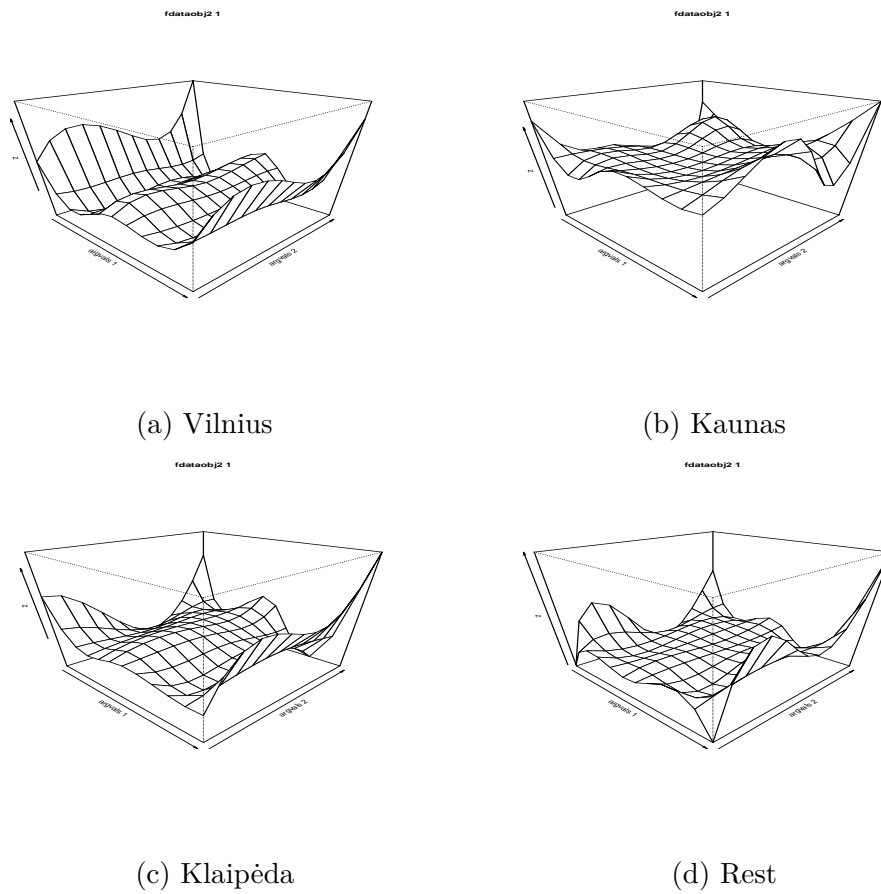 fdataobj2 1
z
argvals 1
argvals 2
(a) Vilnius
fdataobj2 1
z
argvals 1
argvals 2
(b) Kaunas
fdataobj2 1
z
argvals 1
argvals 2
(c) Klaipėda
fdataobj2 1
z
argvals 1
argvals 2
(d) Rest